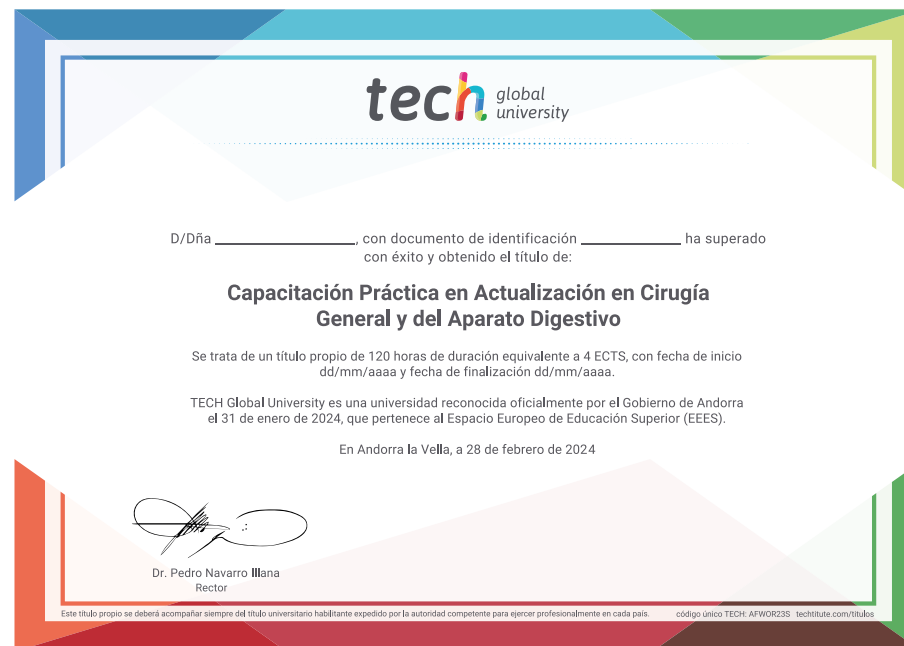 tech global
university
D/Dña ____________________, con documento de identificación ______________ ha superado
con éxito y obtenido el título de:
Capacitación Práctica en Actualización en Cirugía
General y del Aparato Digestivo
Se trata de un título propio de 120 horas de duración equivalente a 4 ECTS, con fecha de inicio
dd/mm/aaaa y fecha de finalización dd/mm/aaaa.
TECH Global University es una universidad reconocida oficialmente por el Gobierno de Andorra
el 31 de enero de 2024, que pertenece al Espacio Europeo de Educación Superior (EEES).
En Andorra la Vella, a 28 de febrero de 2024
Dr. Pedro Navarro Illana
Rector
Este título propio se deberá acompañar siempre del título universitario habilitante expedido por la autoridad competente para ejercer profesionalmente en cada país. código único TECH: AFWOR23S techtitute.com/titulos